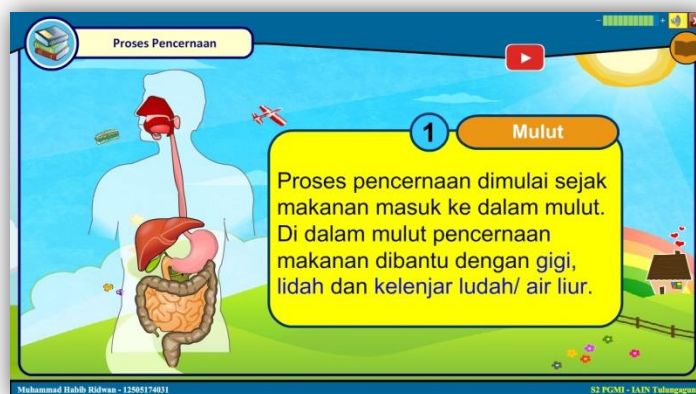 Proses Pencernaan
1
Mulut
Proses pencernaan dimulai sejak
makanan masuk ke dalam mulut.
Di dalam mulut pencernaan
makanan dibantu dengan gigi,
lidah dan kelenjar ludah/ air liur.
Muhammad Habib Ridwan - 12505174031
S2 PGMI - IAIN Tulungagun